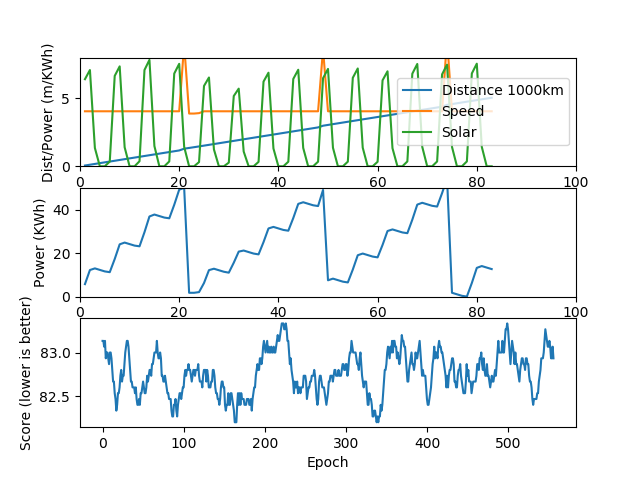 Dist/Power (m/KWh)
5
0
Distance 1000km
Speed
Solar
0 20 40 60 80 100
Power (KWh)
40
20
0
0 20 40 60 80 100
Score (lower is better)
83.0
82.5
0 100 200 300 400 500
Epoch